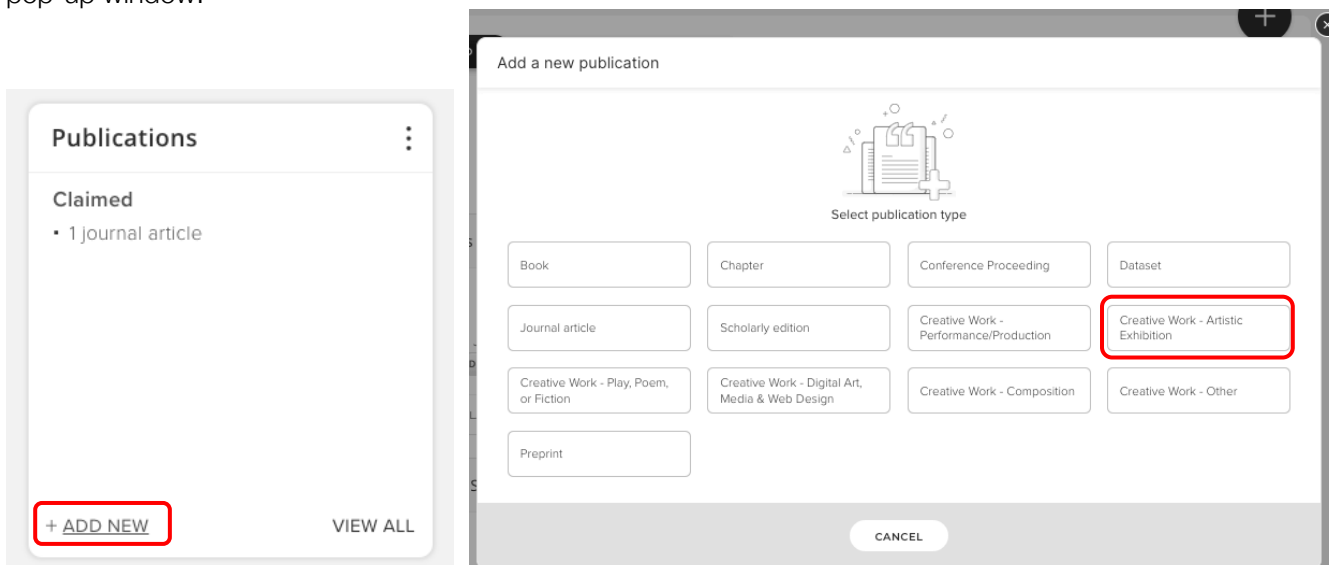 pop-up window.
Publications
Claimed
▪ 1 journal article
+ ADD NEW
VIEW ALL
Add a new publication
Select publication type
Book
Chapter
Conference Proceeding
Dataset
Journal article
Scholarly edition
Creative Work -
Performance/Production
Creative Work - Artistic
Exhibition
Creative Work - Play, Poem,
or Fiction
Creative Work - Digital Art,
Media & Web Design
Creative Work - Composition
Creative Work - Other
Preprint
CANCEL